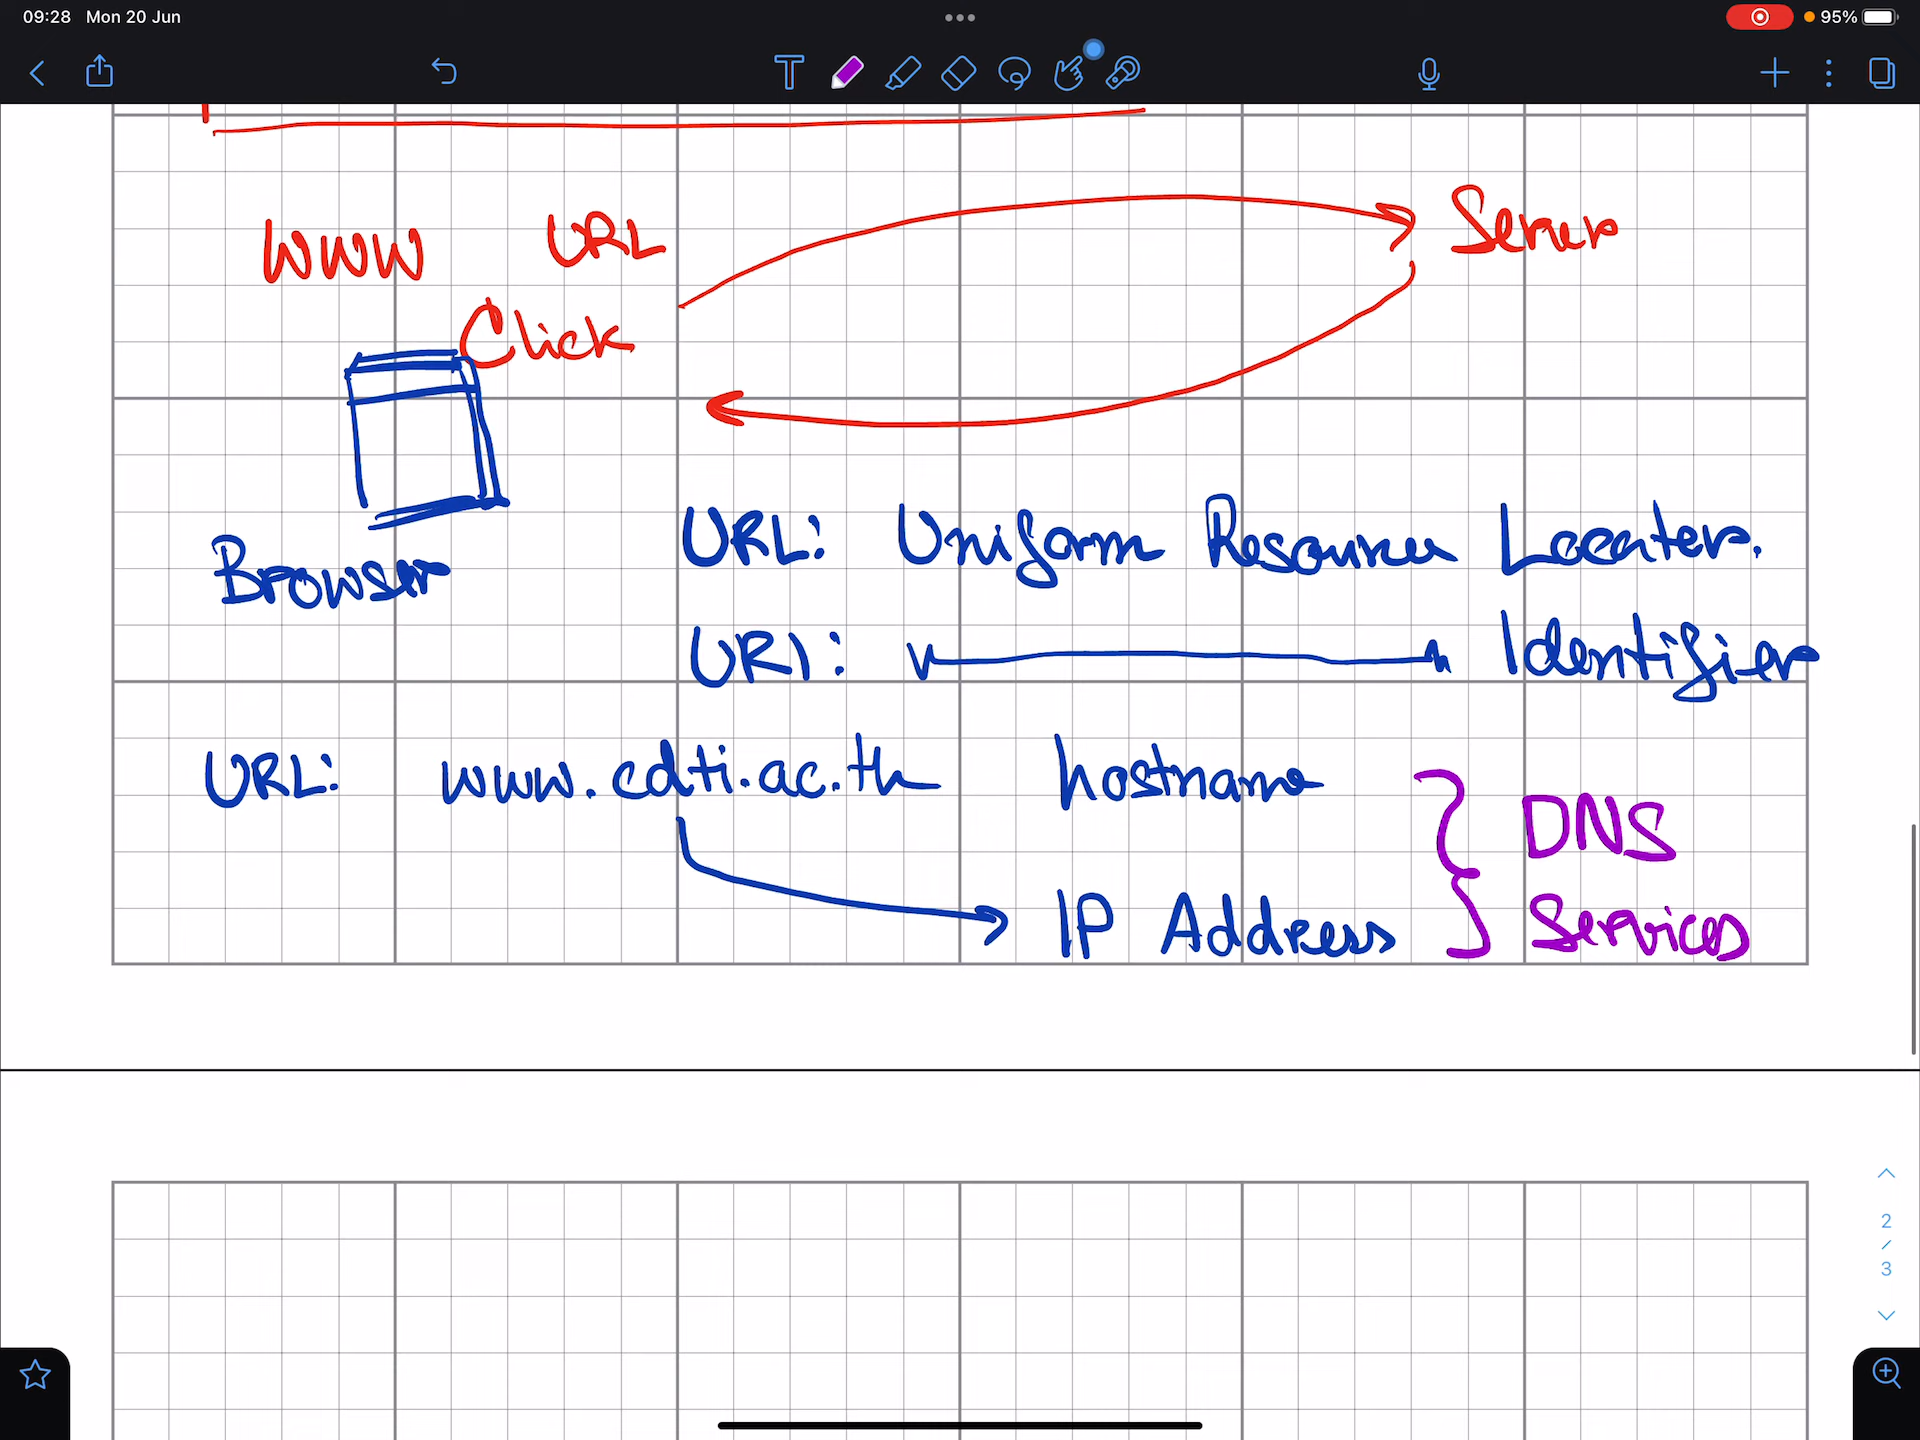 09:28 Mon 20 Jun
95%
WWW URL Server
Click
Browser
URL: Uniform Resource Locater.
URI: Identifier
URL: www.cdti.ac.th hostname
DNS
IP Address Services
2
/
3